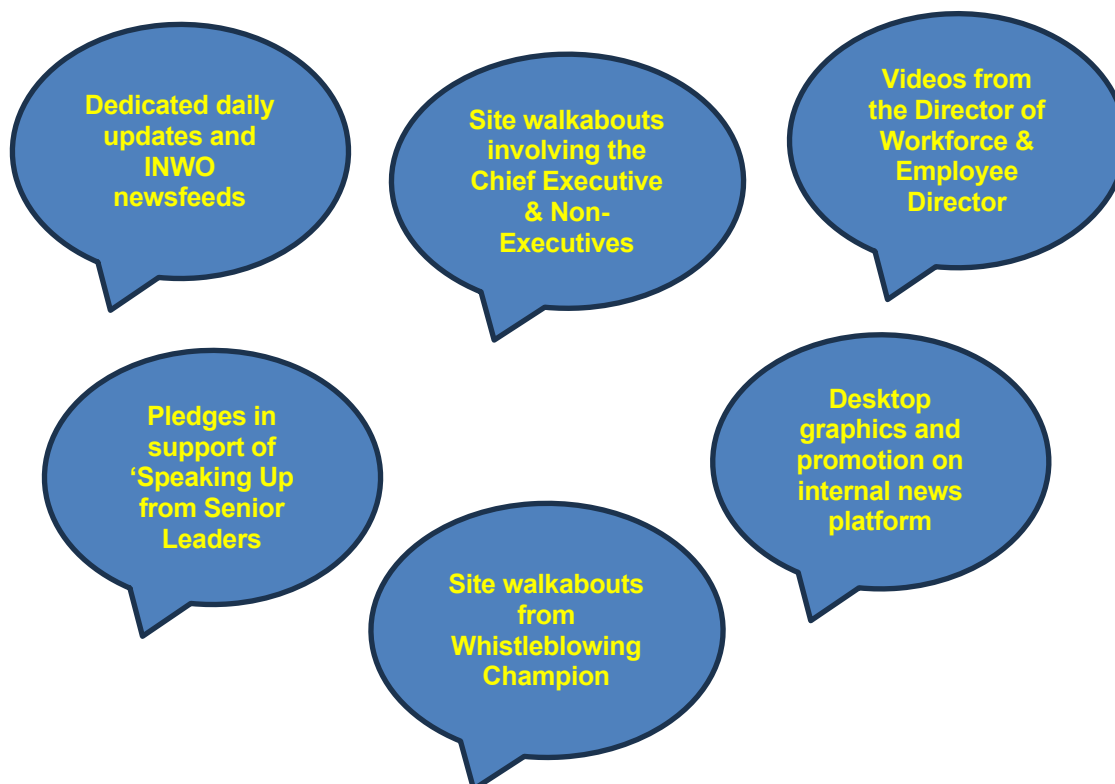 Dedicated daily
updates and
INWO
newsfeeds
Site walkabouts
involving the
Chief Executive
& Non-
Executives
Videos from
the Director of
Workforce &
Employee
Director
Pledges in
support of
‘Speaking Up
from Senior
Leaders
Site walkabouts
from
Whistleblowing
Champion
Desktop
graphics and
promotion on
internal news
platform